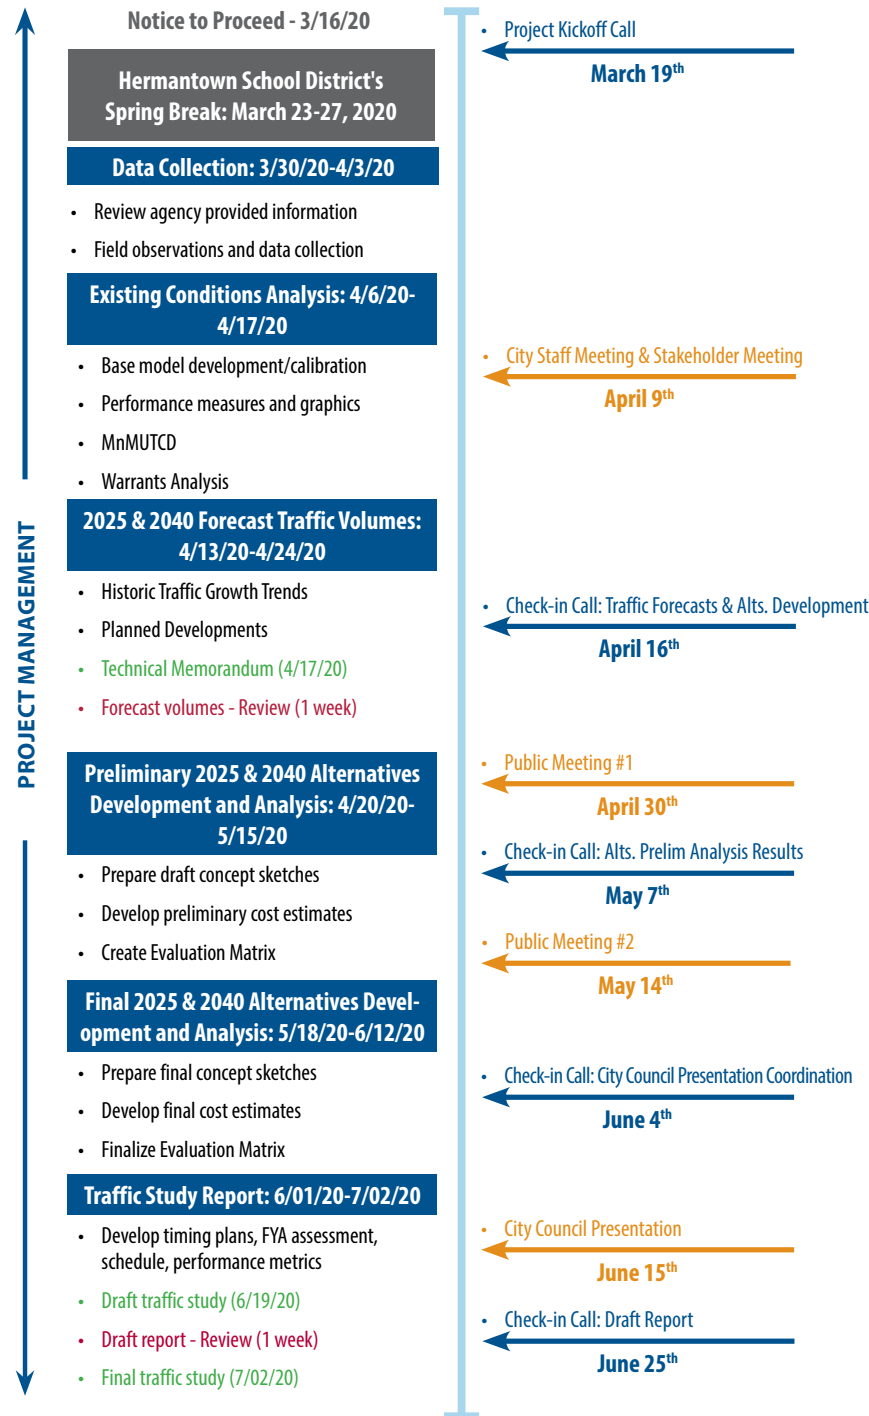 Notice to Proceed - 3/16/20
Hermantown School District's
Spring Break: March 23-27, 2020
Data Collection: 3/30/20-4/3/20
• Review agency provided information
• Field observations and data collection
Existing Conditions Analysis: 4/6/20-
4/17/20
• Base model development/calibration
• Performance measures and graphics
• MnMUTCD
• Warrants Analysis
2025 & 2040 Forecast Traffic Volumes:
4/13/20-4/24/20
• Historic Traffic Growth Trends
• Planned Developments
• Technical Memorandum (4/17/20)
• Forecast volumes - Review (1 week)
Preliminary 2025 & 2040 Alternatives
Development and Analysis: 4/20/20-
5/15/20
• Prepare draft concept sketches
• Develop preliminary cost estimates
• Create Evaluation Matrix
Final 2025 & 2040 Alternatives Devel-
opment and Analysis: 5/18/20-6/12/20
• Prepare final concept sketches
• Develop final cost estimates
• Finalize Evaluation Matrix
Traffic Study Report: 6/01/20-7/02/20
• Develop timing plans, FYA assessment,
schedule, performance metrics
• Draft traffic study (6/19/20)
• Draft report - Review (1 week)
• Final traffic study (7/02/20)
PROJECT MANAGEMENT
• Project Kickoff Call
March 19th
• City Staff Meeting & Stakeholder Meeting
April 9th
• Check-in Call: Traffic Forecasts & Alts. Development
April 16th
• Public Meeting #1
April 30th
• Check-in Call: Alts. Prelim Analysis Results
May 7th
• Public Meeting #2
May 14th
• Check-in Call: City Council Presentation Coordination
June 4th
• City Council Presentation
June 15th
• Check-in Call: Draft Report
June 25th